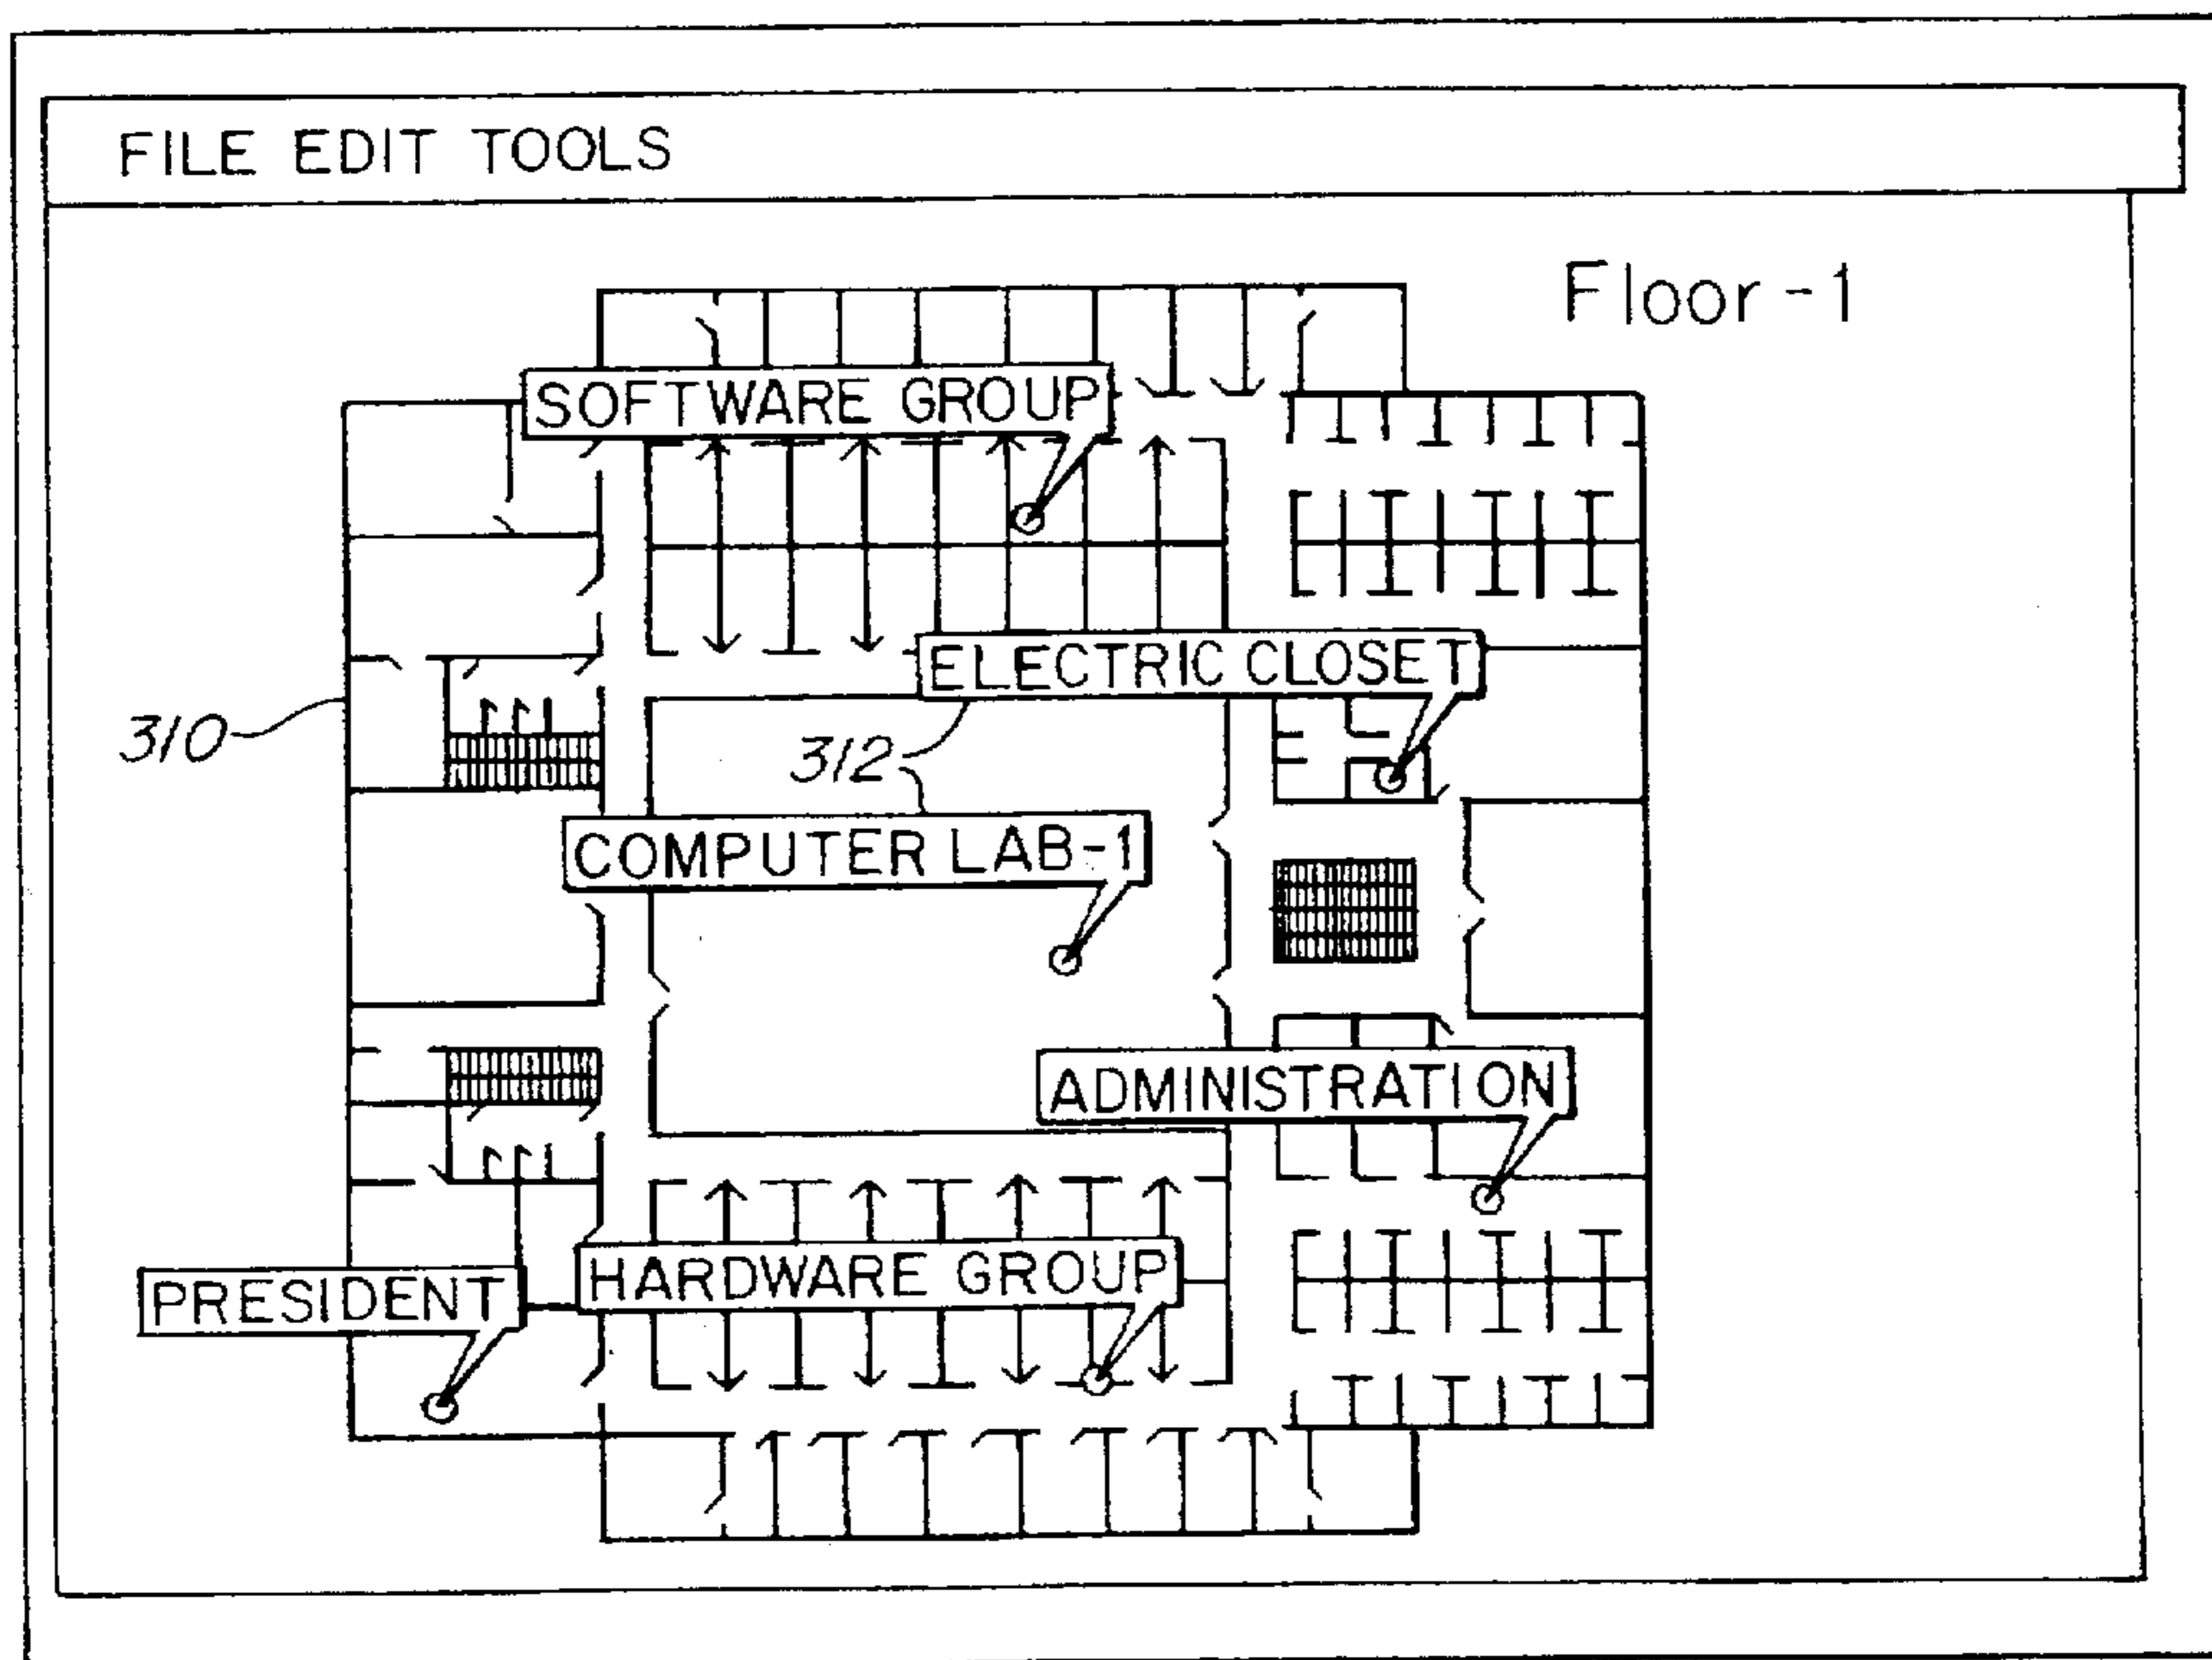 FILE EDIT TOOLS
Floor-1
SOFTWARE GROUP
ELECTRIC CLOSET
310
312
COMPUTER LAB-1
ADMINISTRATION
HARDWARE GROUP
PRESIDENT